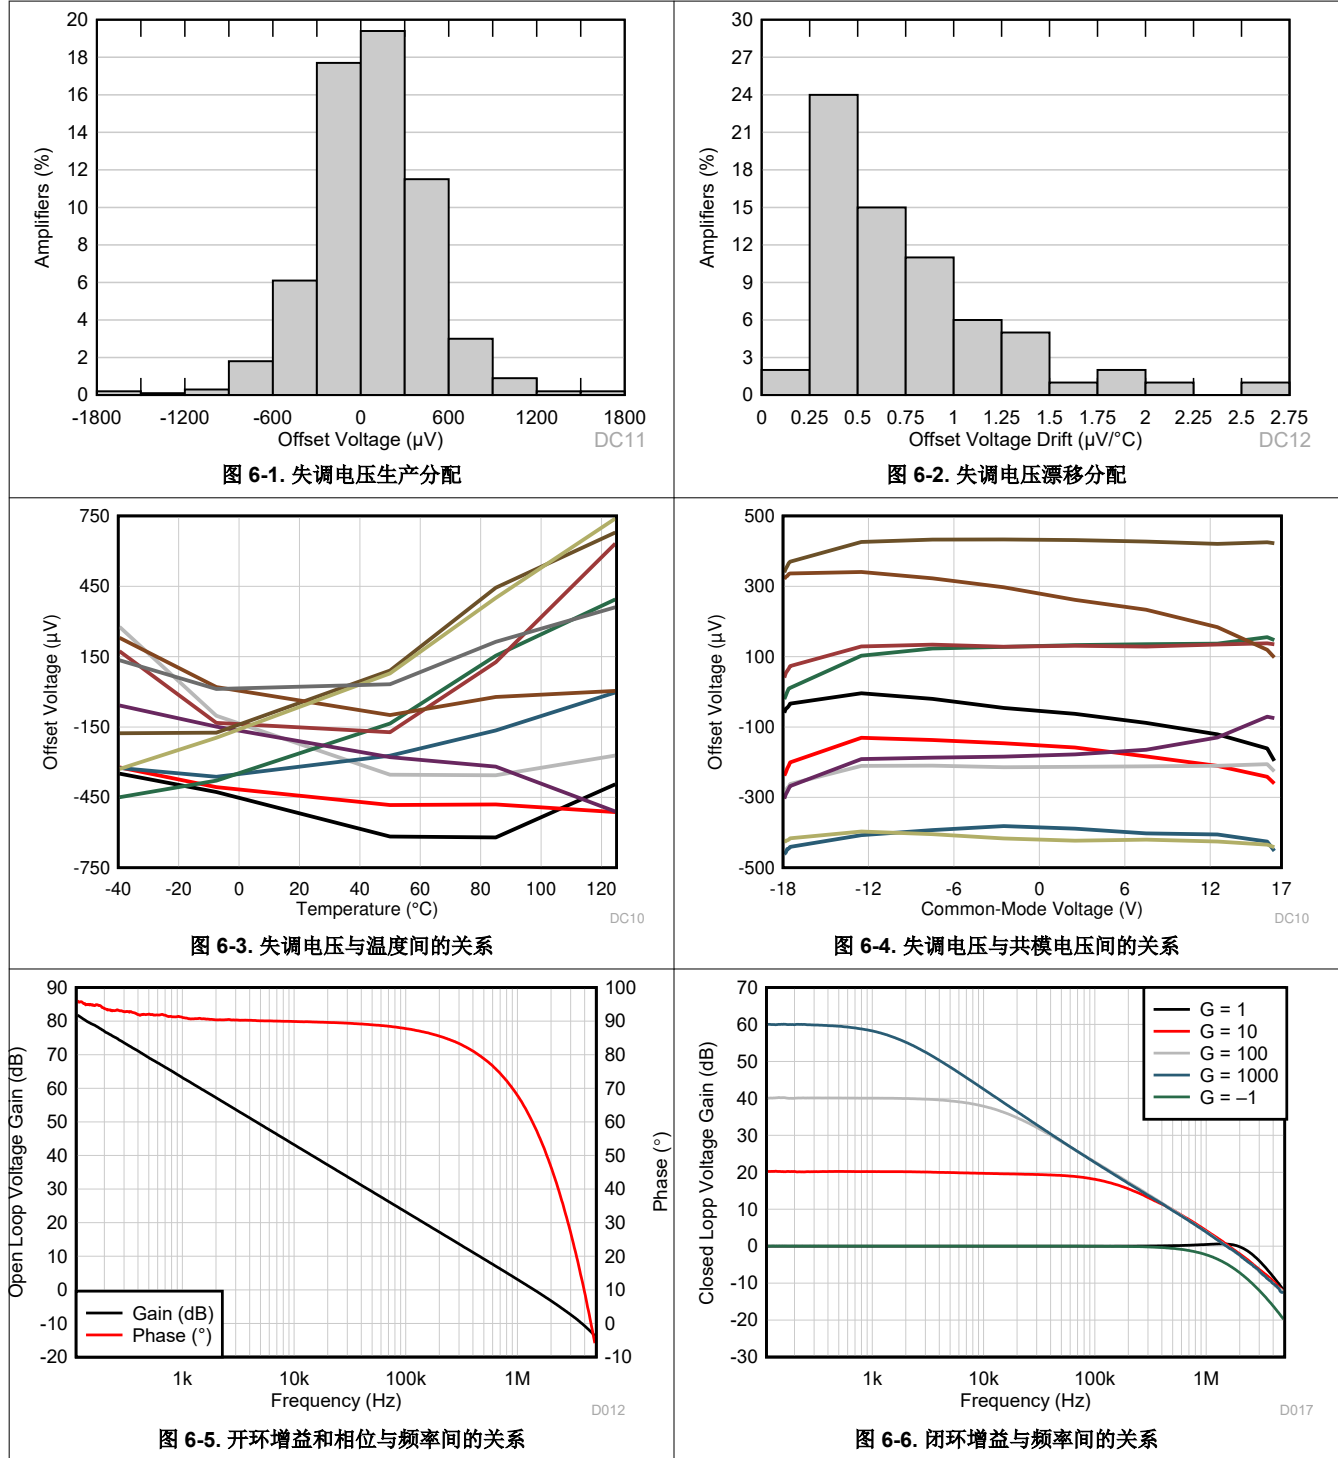 20
18
16
14
12
10
8
6
4
2
0
Amplifiers (%)
-1800 -1200 -600 0 600 1200 1800
Offset Voltage (µV)
DC11
图 6-1. 失调电压生产分配
30
27
24
21
18
15
12
9
6
3
0
Amplifiers (%)
0 0.25 0.5 0.75 1 1.25 1.5 1.75 2 2.25 2.5 2.75
Offset Voltage Drift (µV/°C)
DC12
图 6-2. 失调电压漂移分配
750
450
150
-150
-450
-750
Offset Voltage (µV)
-40 -20 0 20 40 60 80 100 120
Temperature (°C)
DC10
图 6-3. 失调电压与温度间的关系
500
300
100
-100
-300
-500
Offset Voltage (µV)
-18 -12 -6 0 6 12 17
Common-Mode Voltage (V)
DC10
图 6-4. 失调电压与共模电压间的关系
90
80
70
60
50
40
30
20
10
0
-10
-20
Open Loop Voltage Gain (dB)
100
90
80
70
60
50
40
30
20
10
0
-10
Phase (°)
Gain (dB)
Phase (°)
1k 10k 100k 1M
Frequency (Hz)
D012
图 6-5. 开环增益和相位与频率间的关系
70
60
50
40
30
20
10
0
-10
-20
-30
Closed Lopp Voltage Gain (dB)
G = 1
G = 10
G = 100
G = 1000
G = –1
1k 10k 100k 1M
Frequency (Hz)
D017
图 6-6. 闭环增益与频率间的关系